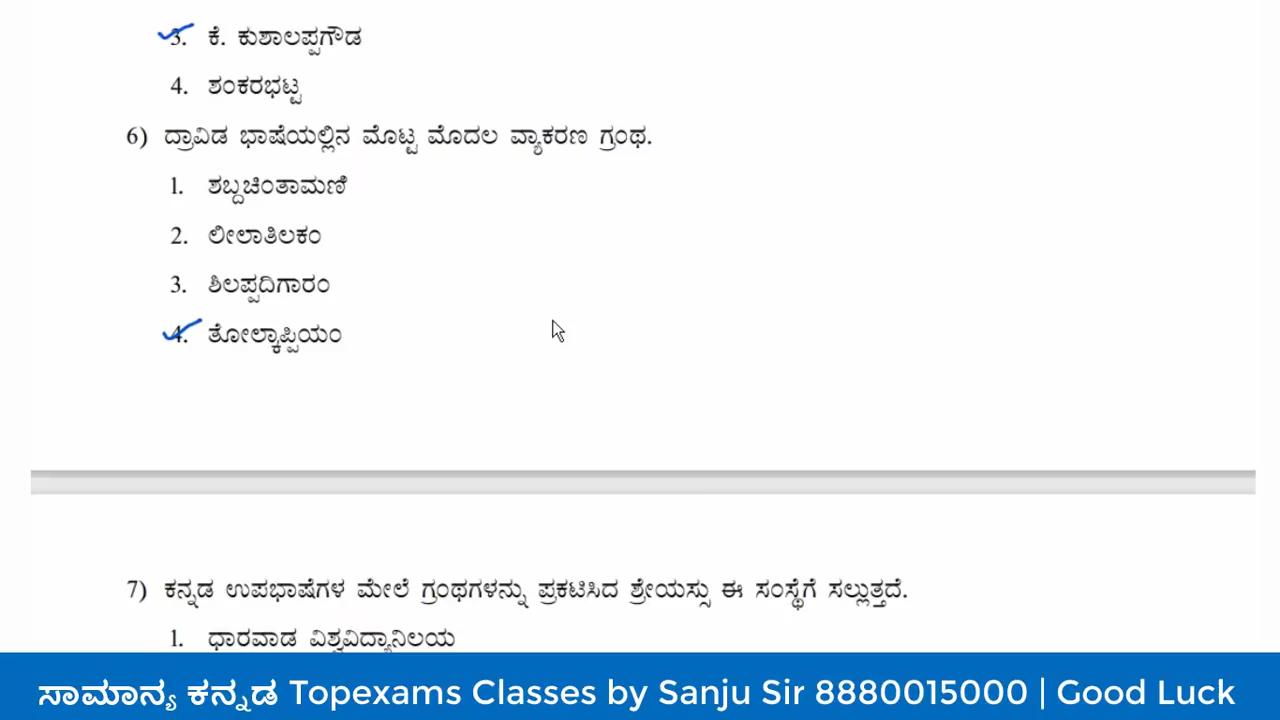 3. ಕೆ. ಕುಶಾಲಪ್ಪಗೌಡ
4. ಶಂಕರಭಟ್ಟ
6) ದ್ರಾವಿಡ ಭಾಷೆಯಲ್ಲಿನ ಮೊಟ್ಟ ಮೊದಲ ವ್ಯಾಕರಣ ಗ್ರಂಥ.
1. ಶಬ್ದಚಿಂತಾಮಣಿ
2. ಲೀಲಾತಿಲಕಂ
3. ಶಿಲಪ್ಪದಿಗಾರಂ
4. ತೋಲ್ಕಾಪ್ಪಿಯಂ
7) ಕನ್ನಡ ಉಪಭಾಷೆಗಳ ಮೇಲೆ ಗ್ರಂಥಗಳನ್ನು ಪ್ರಕಟಿಸಿದ ಶ್ರೇಯಸ್ಸು ಈ ಸಂಸ್ಥೆಗೆ ಸಲ್ಲುತ್ತದೆ.
1. ಧಾರವಾಡ ವಿಶ್ವವಿದ್ಯಾನಿಲಯ
ಸಾಮಾನ್ಯ ಕನ್ನಡ Topexams Classes by Sanju Sir 8880015000 | Good Luck